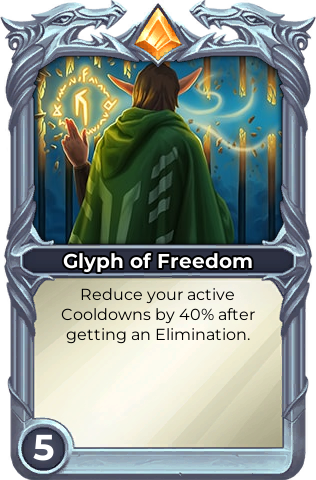 Glyph of Freedom
Reduce your active
Cooldowns by 40% after
getting an Elimination.
5